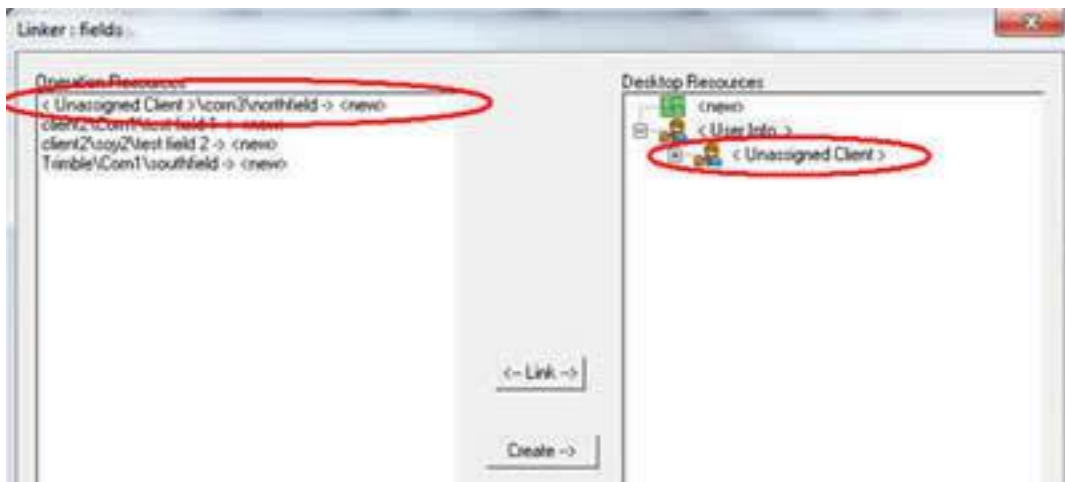 Linker : fields
Operation Resources
< Unassigned Client >\corn3\northfield -> <new>
client2\Corn1\test field 1 -> <new>
client2\soy2\test field 2 -> <new>
Trimble\Corn1\southfield -> <new>
Desktop Resources
<new>
< User Info >
< Unassigned Client >
<-- Link -->
Create -->